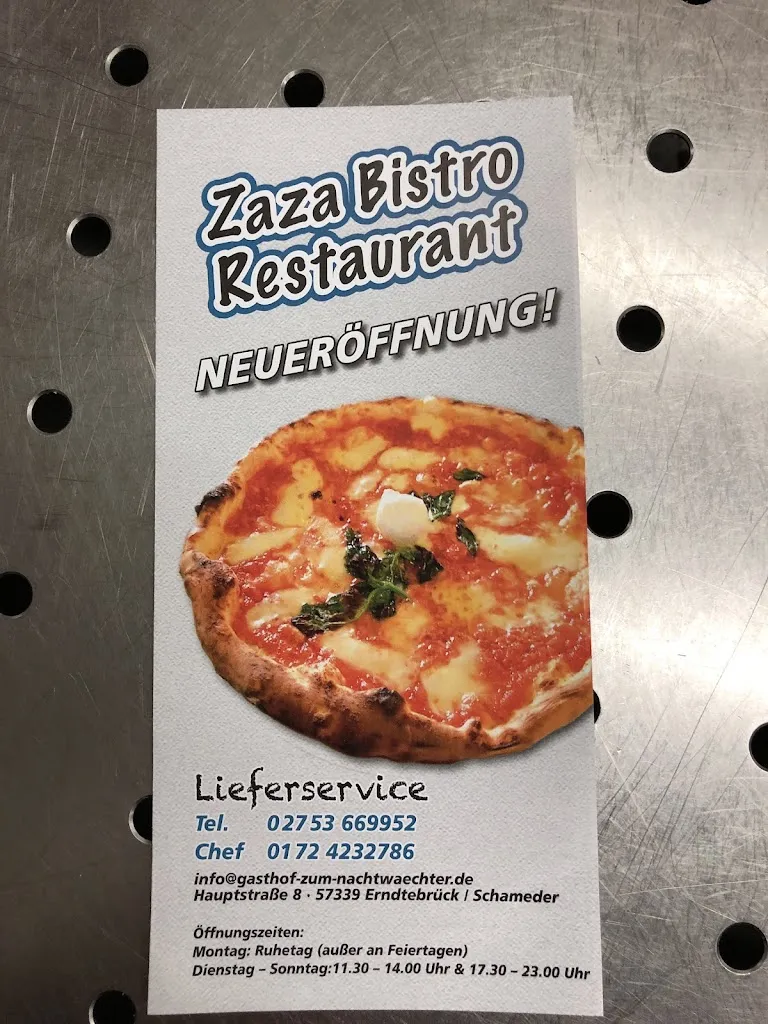 Zaza Bistro
Restaurant
NEUERÖFFNUNG!
Lieferservice
Tel. 02753 669952
Chef 0172 4232786
info@gasthof-zum-nachtwaechter.de
Hauptstraße 8 · 57339 Erndtebrück / Schameder
Öffnungszeiten:
Montag: Ruhetag (außer an Feiertagen)
Dienstag – Sonntag:11.30 – 14.00 Uhr & 17.30 – 23.00 Uhr